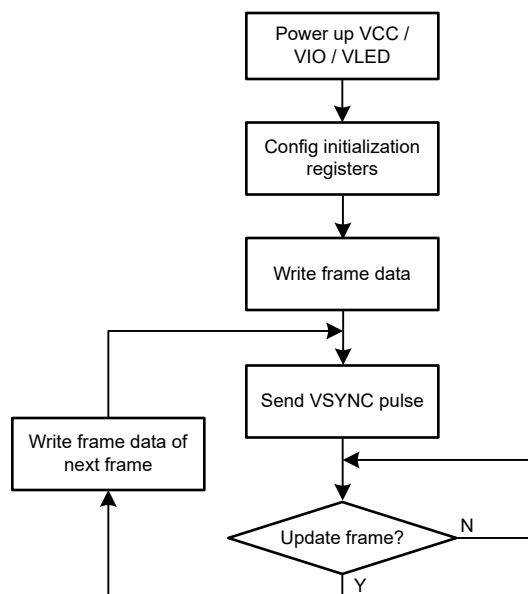 Power up VCC /
VIO / VLED
Config initialization
registers
Write frame data
Send VSYNC pulse
Write frame data of
next frame
Update frame?
N
Y